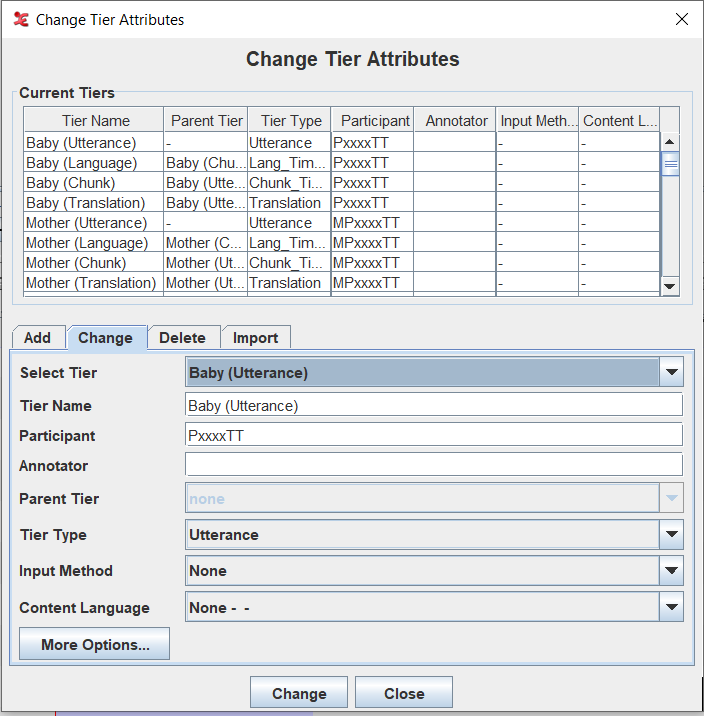 Change Tier Attributes
Change Tier Attributes
Current Tiers
Tier Name Parent Tier Tier Type Participant Annotator Input Meth... Content L...
Baby (Utterance) - Utterance PxxxxTT - -
Baby (Language) Baby (Chu... Lang_Tim... PxxxxTT - -
Baby (Chunk) Baby (Utte... Chunk_Ti... PxxxxTT - -
Baby (Translation) Baby (Utte... Translation PxxxxTT - -
Mother (Utterance) - Utterance MPxxxxTT - -
Mother (Language) Mother (C... Lang_Tim... MPxxxxTT - -
Mother (Chunk) Mother (Ut... Chunk_Ti... MPxxxxTT - -
Mother (Translation) Mother (Ut... Translation MPxxxxTT - -
Add Change Delete Import
Select Tier Baby (Utterance)
Tier Name Baby (Utterance)
Participant PxxxxTT
Annotator
Parent Tier none
Tier Type Utterance
Input Method None
Content Language None - -
More Options...
Change Close